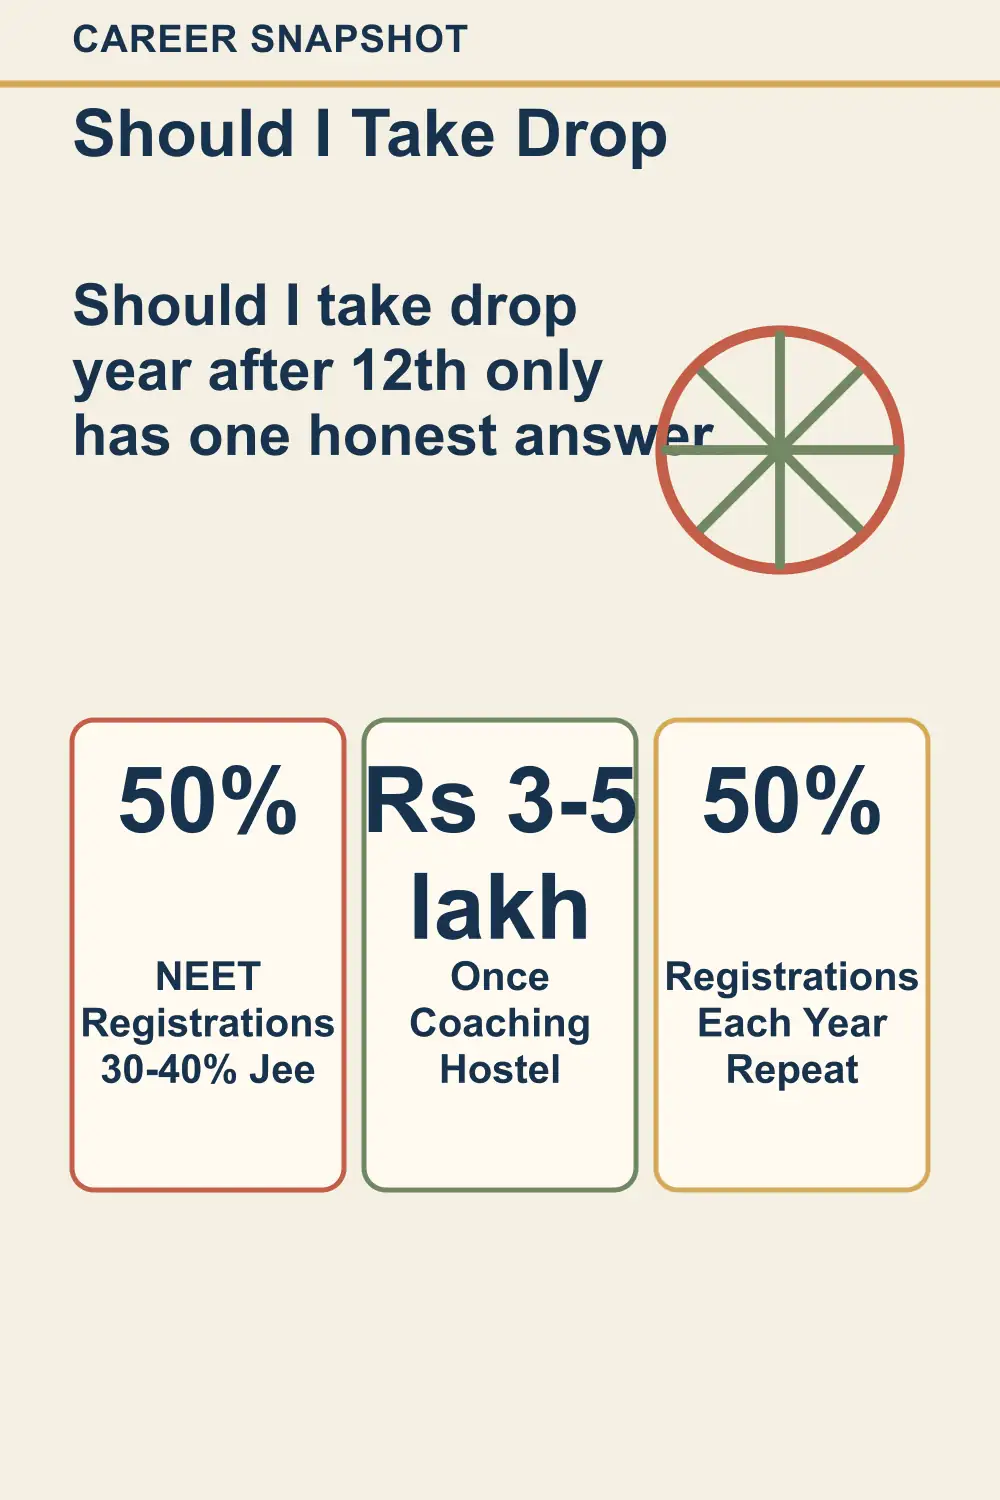 CAREER SNAPSHOT
Should I Take Drop
Should I take drop
year after 12th only
has one honest answer
50%
NEET
Registrations
30-40% Jee
Rs 3-5
lakh
Once
Coaching
Hostel
50%
Registrations
Each Year
Repeat